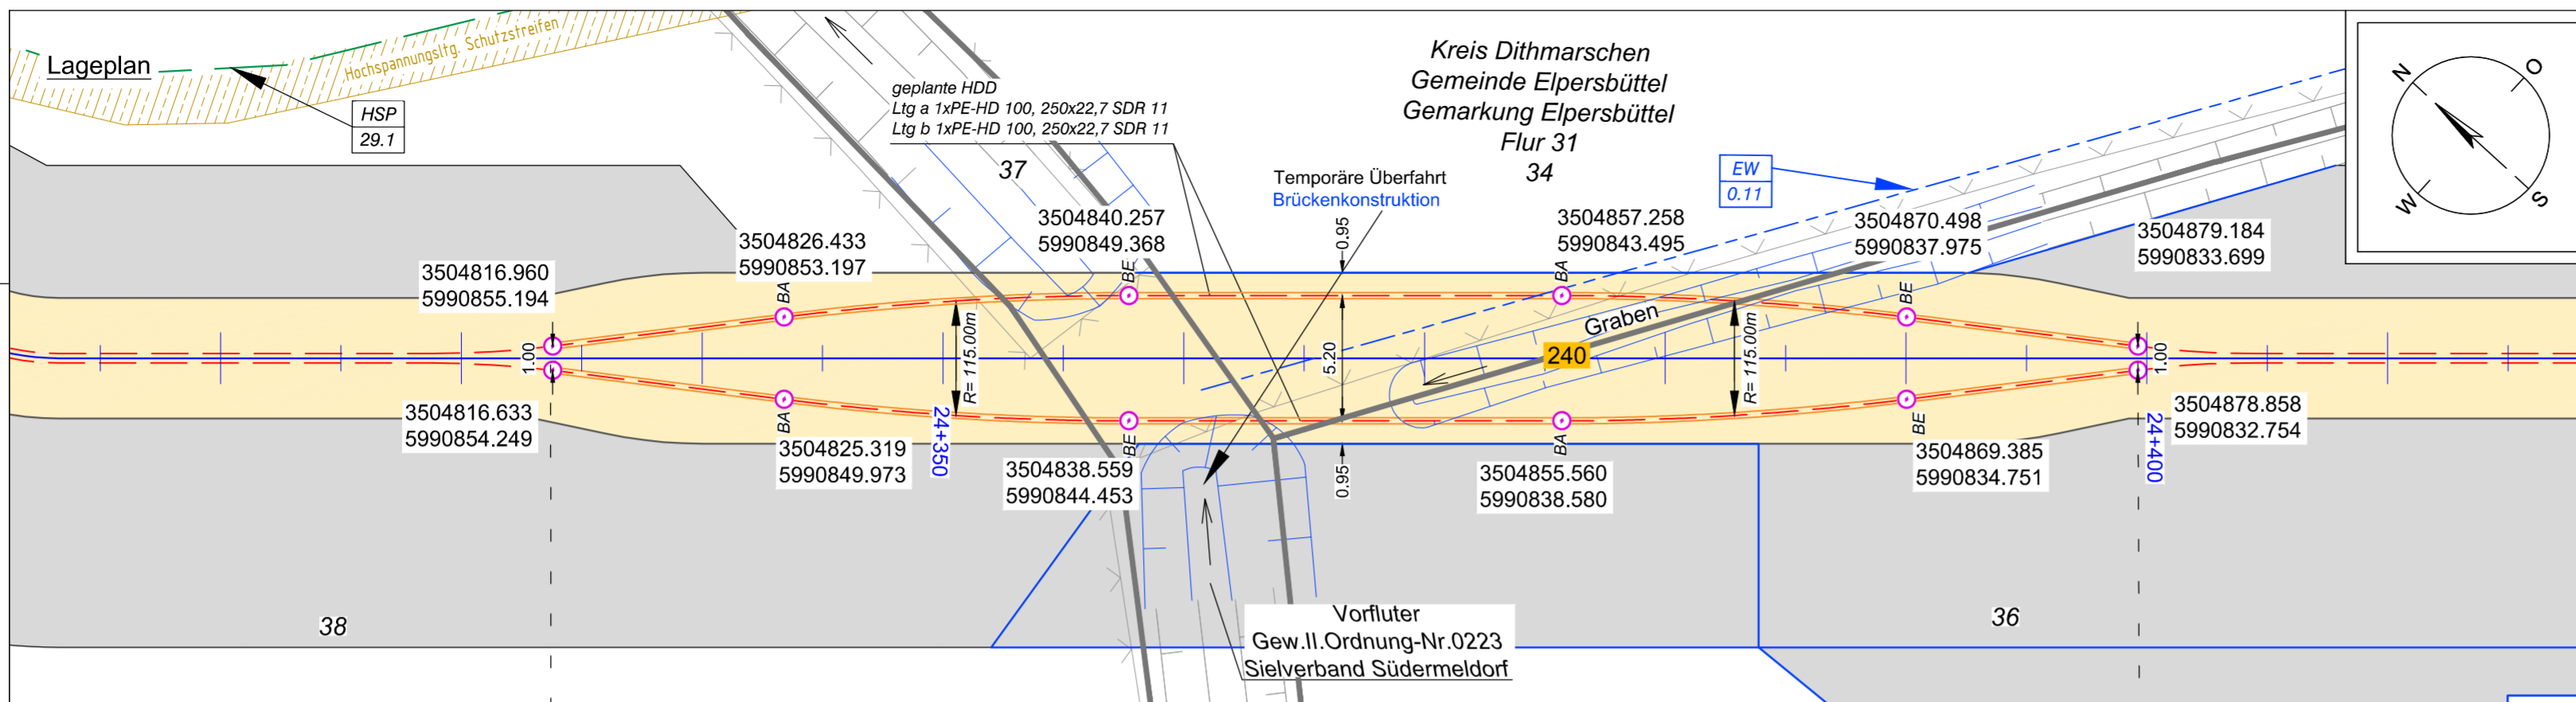 Lageplan
Hochspannungsltg. Schutzstreifen
HSP
29.1
geplante HDD
Ltg a 1xPE-HD 100, 250x22,7 SDR 11
Ltg b 1xPE-HD 100, 250x22,7 SDR 11
37
Kreis Dithmarschen
Gemeinde Elpersbüttel
Gemarkung Elpersbüttel
Flur 31
34
Temporäre Überfahrt
Brückenkonstruktion
EW
0.11
N
O
W
S
3504816.960
5990855.194
3504826.433
5990853.197
3504840.257
5990849.368
3504857.258
5990843.495
3504870.498
5990837.975
3504879.184
5990833.699
BA
BE
BA
BE
0.95
1.00
R= 115.00m
5.20
Graben
240
R= 115.00m
1.00
BA
BE
BA
BE
0.95
24+350
24+400
3504816.633
5990854.249
3504825.319
5990849.973
3504838.559
5990844.453
3504855.560
5990838.580
3504869.385
5990834.751
3504878.858
5990832.754
38
36
Vorfluter
Gew.II.Ordnung-Nr.0223
Sielverband Südermeldorf